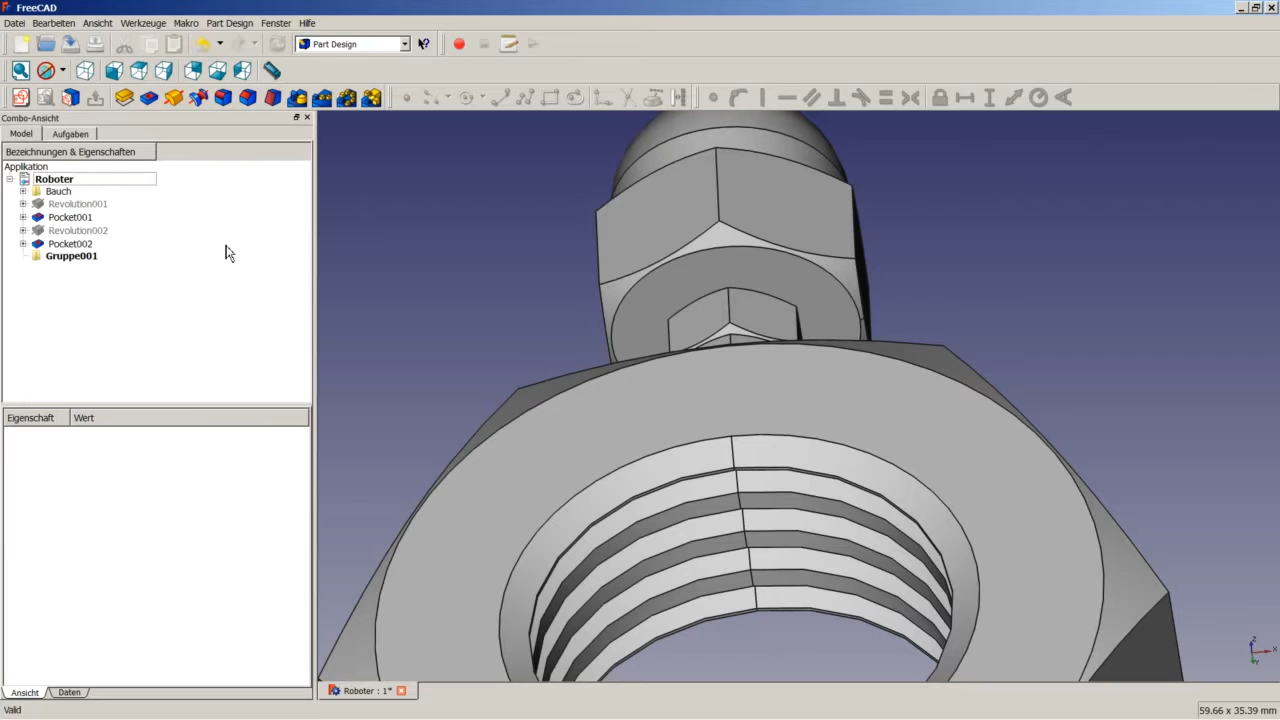 FreeCAD
Datei Bearbeiten Ansicht Werkzeuge Makro Part Design Fenster Hilfe
Part Design
Combo-Ansicht
Model Aufgaben
Bezeichnungen & Eigenschaften
Applikation
Roboter
Bauch
Revolution001
Pocket001
Revolution002
Pocket002
Gruppe001
Eigenschaft Wert
Z
X
Y
Ansicht Daten
Roboter : 1*
Valid
59.66 x 35.39 mm